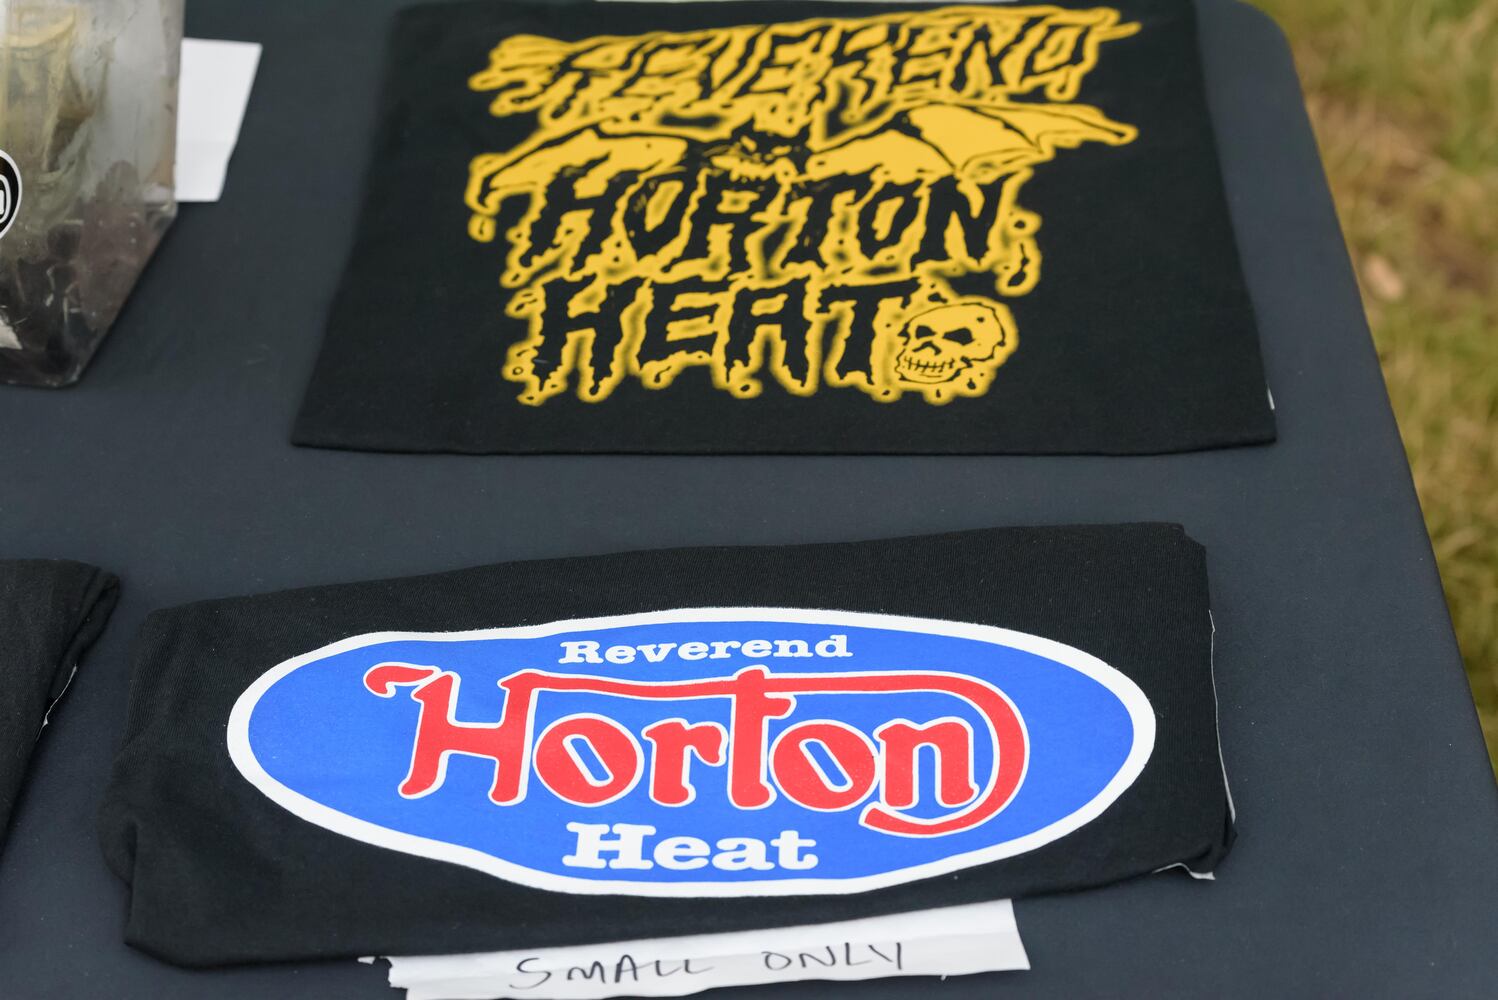 REVEREND
HORTON
HEAT
Reverend
Horton
Heat
SMALL ONLY